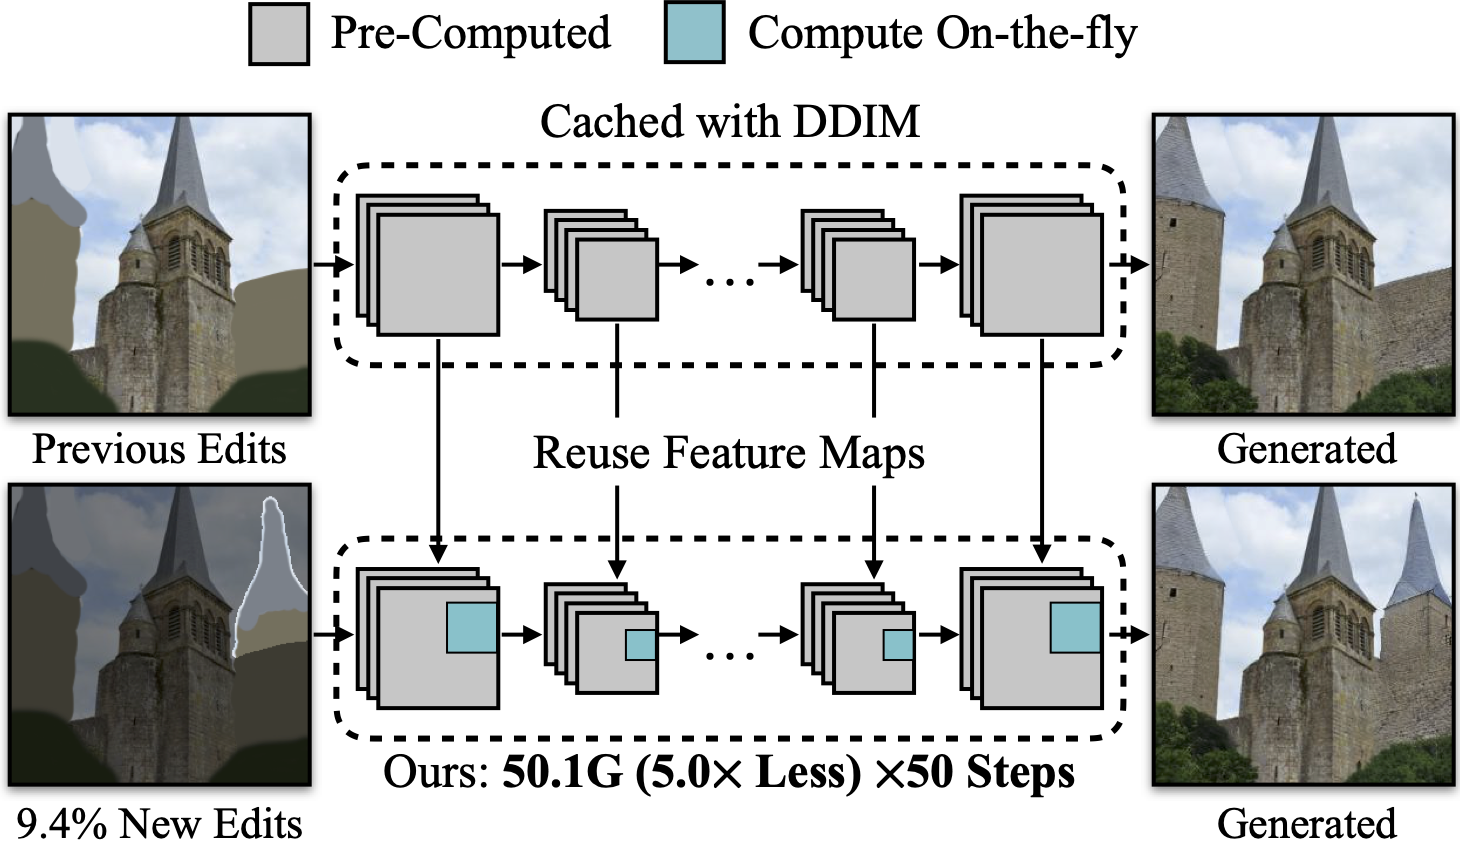 Pre-Computed
Compute On-the-fly
Cached with DDIM
...
Previous Edits
Reuse Feature Maps
Generated
...
Ours: 50.1G (5.0× Less) ×50 Steps
9.4% New Edits
Generated